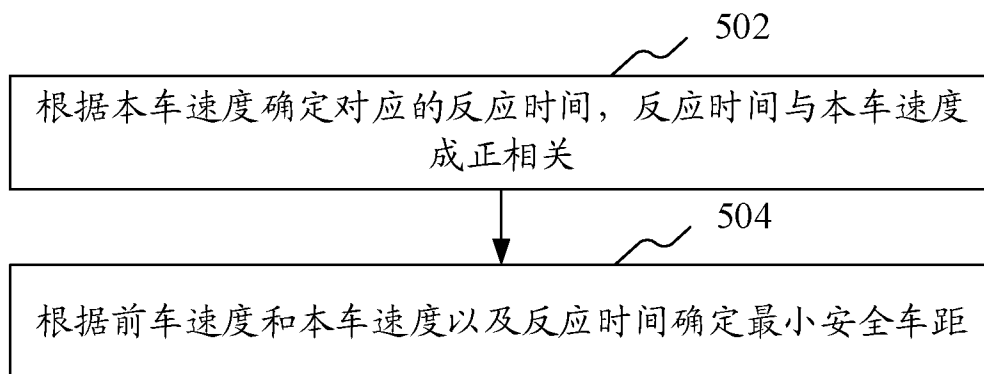 502
根据本车速度确定对应的反应时间，反应时间与本车速度
成正相关
504
根据前车速度和本车速度以及反应时间确定最小安全车距